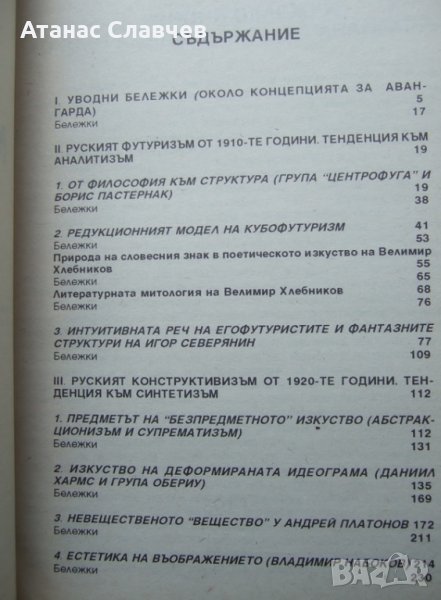 Атанас Славчев
СЪДЪРЖАНИЕ
I. УВОДНИ БЕЛЕЖКИ (ОКОЛО КОНЦЕПЦИЯТА ЗА АВАН-
ГАРДА) 5
Бележки 17
II. РУСКИЯТ ФУТУРИЗЪМ ОТ 1910-ТЕ ГОДИНИ. ТЕНДЕНЦИЯ КЪМ
АНАЛИТИЗЪМ 19
1. ОТ ФИЛОСОФИЯ КЪМ СТРУКТУРА (ГРУПА "ЦЕНТРОФУГА" И
БОРИС ПАСТЕРНАК) 19
Бележки 38
2. РЕДУКЦИОННИЯТ МОДЕЛ НА КУБОФУТУРИЗЪМ 41
Бележки 53
Природа на словесния знак в поетическото изкуство на Велимир
Хлебников 55
Бележки 65
Литературната митология на Велимир Хлебников 68
Бележки 76
3. ИНТУИТИВНАТА РЕЧ НА ЕГОФУТУРИСТИТЕ И ФАНТАЗНИТЕ
СТРУКТУРИ НА ИГОР СЕВЕРЯНИН 77
Бележки 109
III. РУСКИЯТ КОНСТРУКТИВИЗЪМ ОТ 1920-ТЕ ГОДИНИ. ТЕН-
ДЕНЦИЯ КЪМ СИНТЕТИЗЪМ 112
1. ПРЕДМЕТЪТ НА "БЕЗПРЕДМЕТНОТО" ИЗКУСТВО (АБСТРАК-
ЦИОНИЗЪМ И СУПРЕМАТИЗЪМ) 112
Бележки 131
2. ИЗКУСТВО НА ДЕФОРМИРАНАТА ИДЕОГРАМА (ДАНИИЛ
ХАРМС И ГРУПА ОБЕРИУ) 135
Бележки 169
3. НЕВЕЩЕСТВЕНОТО "ВЕЩЕСТВО" У АНДРЕЙ ПЛАТОНОВ 172
Бележки 211
4. ЕСТЕТИКА НА ВЪОБРАЖЕНИЕТО (ВЛАДИМИР НАБОКОВ) 214
Бележки 230
bazar